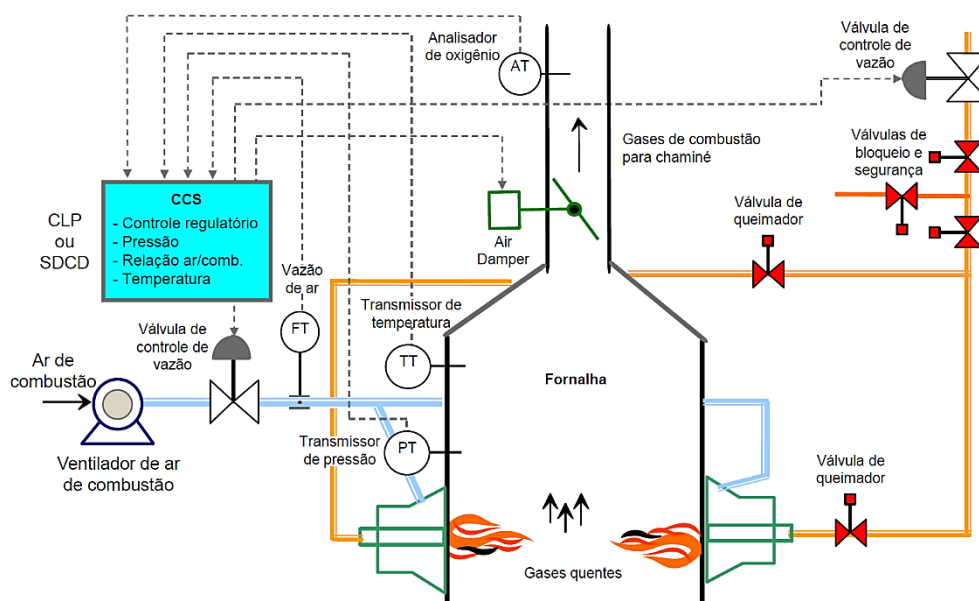 Analisador
de oxigênio
AT
Válvula de
controle de
vazão
Gases de combustão
para chaminé
Válvulas de
bloqueio e
segurança
CLP
ou
SDCD
CCS
- Controle regulatório
- Pressão
- Relação ar/comb.
- Temperatura
Air
Damper
Válvula de
queimador
Vazão
de ar
FT
Transmissor de
temperatura
TT
Válvula de
controle de
vazão
Ar de
combustão
Fornalha
Transmissor
de pressão
PT
Ventilador de ar
de combustão
Válvula de
queimador
Gases quentes